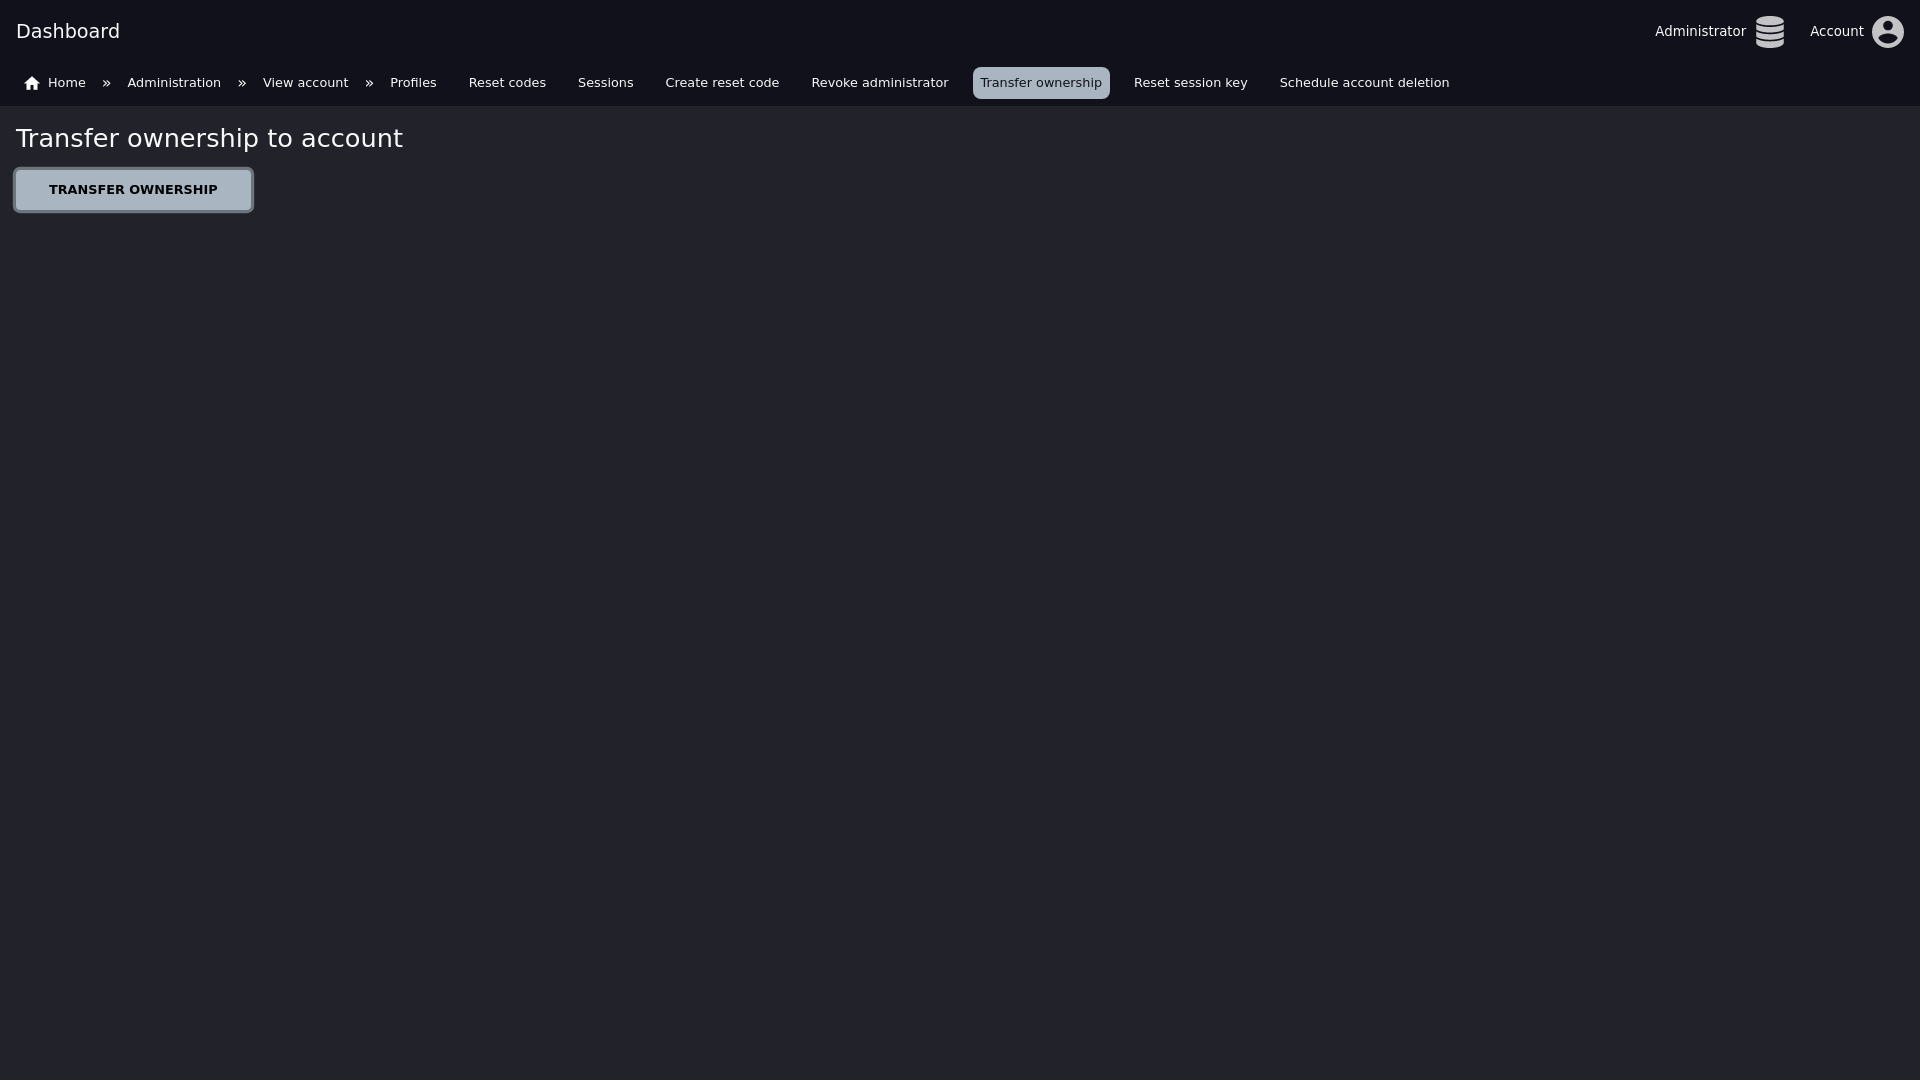 Dashboard
Administrator
Account
Home » Administration » View account » Profiles Reset codes Sessions Create reset code Revoke administrator Transfer ownership Reset session key Schedule account deletion
Transfer ownership to account
TRANSFER OWNERSHIP